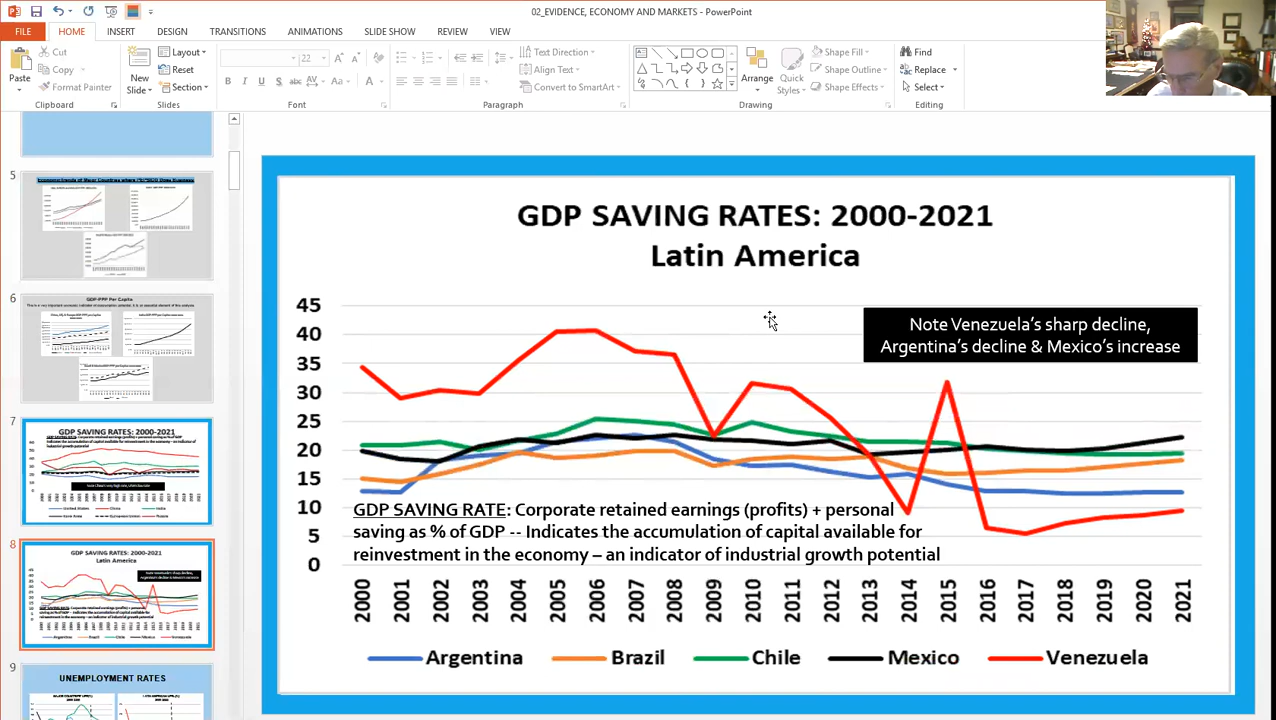 02_EVIDENCE, ECONOMY AND MARKETS - PowerPoint
FILE HOME INSERT DESIGN TRANSITIONS ANIMATIONS SLIDE SHOW REVIEW VIEW
Paste
Cut
Copy
Format Painter
Clipboard
New
Slide
Layout
Reset
Section
Slides
22
Font
Paragraph
Text Direction
Align Text
Convert to SmartArt
Arrange
Quick
Styles
Shape Fill
Shape Outline
Shape Effects
Drawing
Find
Replace
Select
Editing
5
6
GDP-PPP Per Capita
7
GDP SAVING RATES: 2000-2021
8
GDP SAVING RATES: 2000-2021
Latin America
9
UNEMPLOYMENT RATES
GDP SAVING RATES: 2000-2021
Latin America
Note Venezuela's sharp decline,
Argentina's decline & Mexico's increase
45
40
35
30
25
20
15
10
5
0
GDP SAVING RATE: Corporate retained earnings (profits) + personal
saving as % of GDP -- Indicates the accumulation of capital available for
reinvestment in the economy – an indicator of industrial growth potential
2000 2001 2002 2003 2004 2005 2006 2007 2008 2009 2010 2011 2012 2013 2014 2015 2016 2017 2018 2019 2020 2021
Argentina Brazil Chile Mexico Venezuela